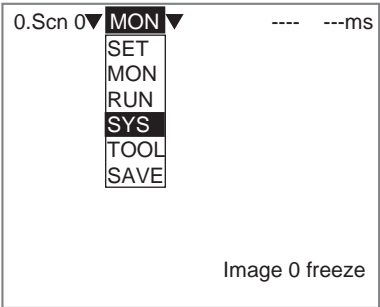 0.Scn 0▼ MON ▼ ---- ---ms
SET
MON
RUN
SYS
TOOL
SAVE
Image 0 freeze